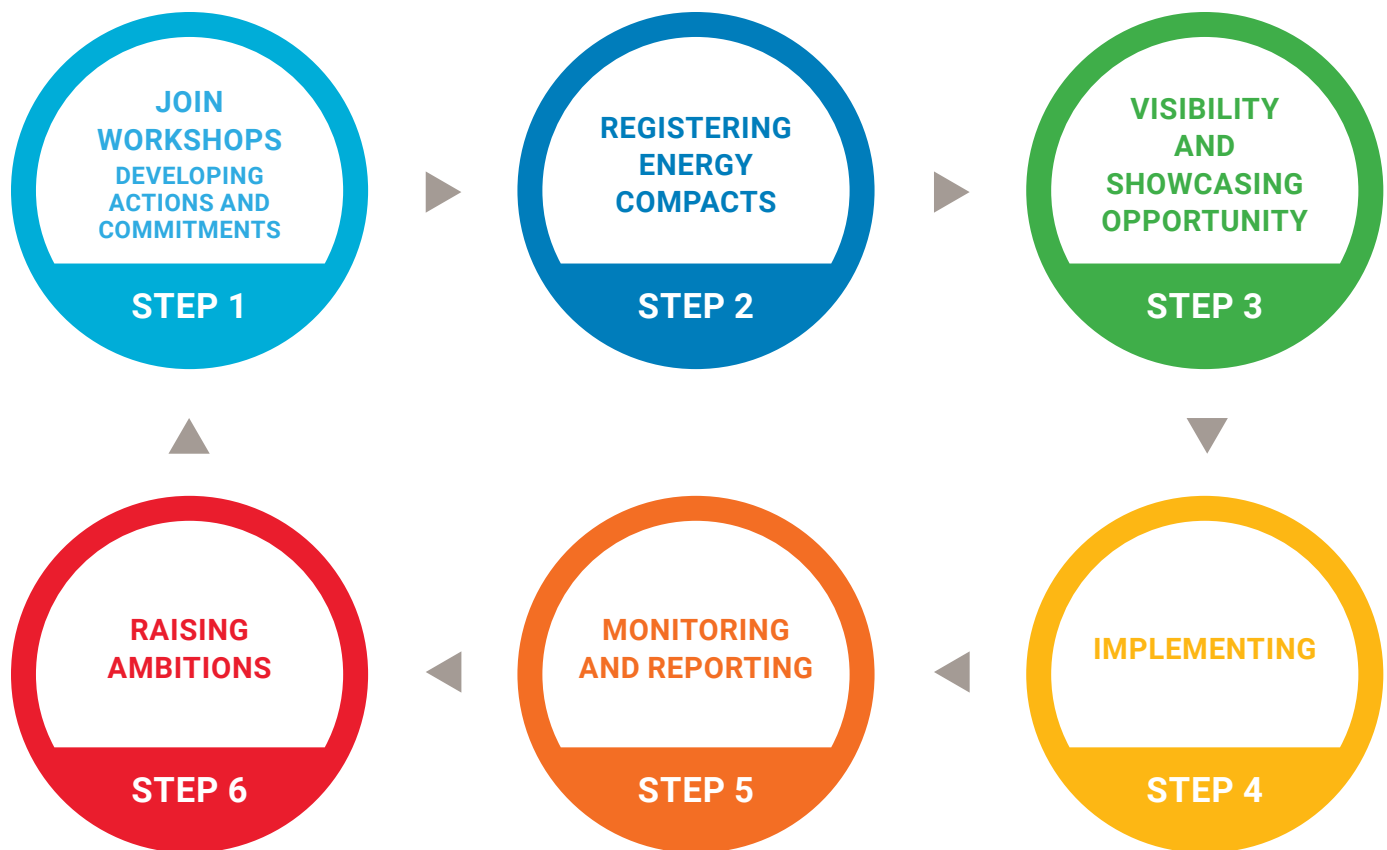 JOIN
WORKSHOPS
DEVELOPING
ACTIONS AND
COMMITMENTS
STEP 1
REGISTERING
ENERGY
COMPACTS
STEP 2
VISIBILITY
AND
SHOWCASING
OPPORTUNITY
STEP 3
IMPLEMENTING
STEP 4
MONITORING
AND REPORTING
STEP 5
RAISING
AMBITIONS
STEP 6